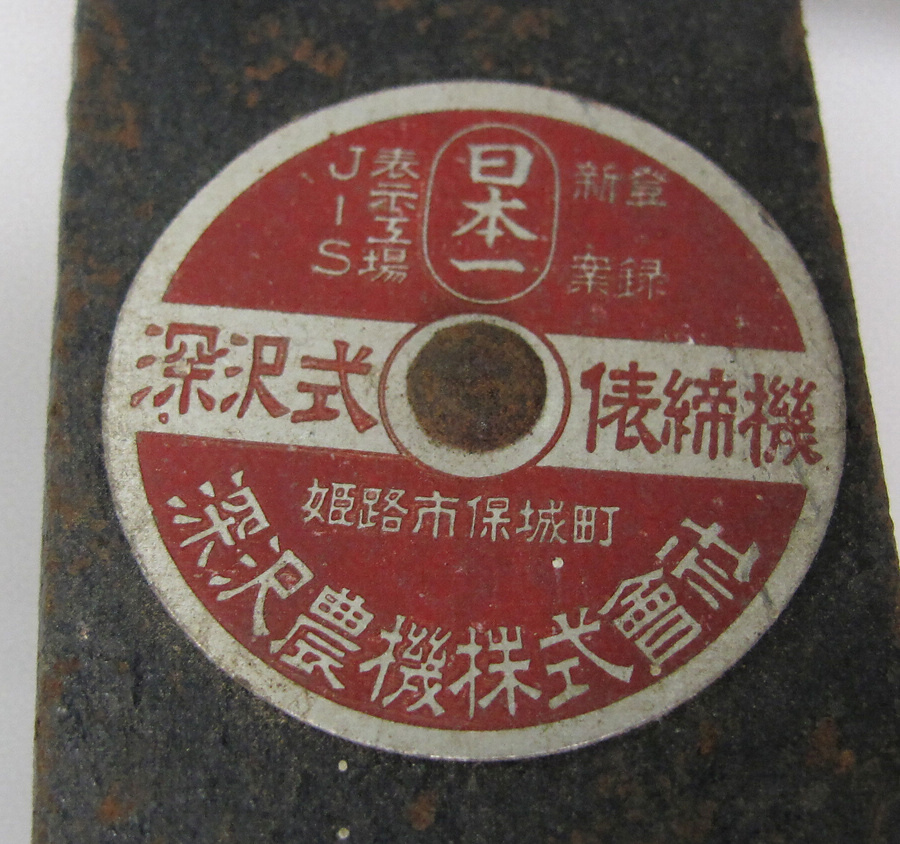 日本一
新案
登録
JIS
表示工場
深沢式
俵締機
姫路市保城町
深沢農機株式會社